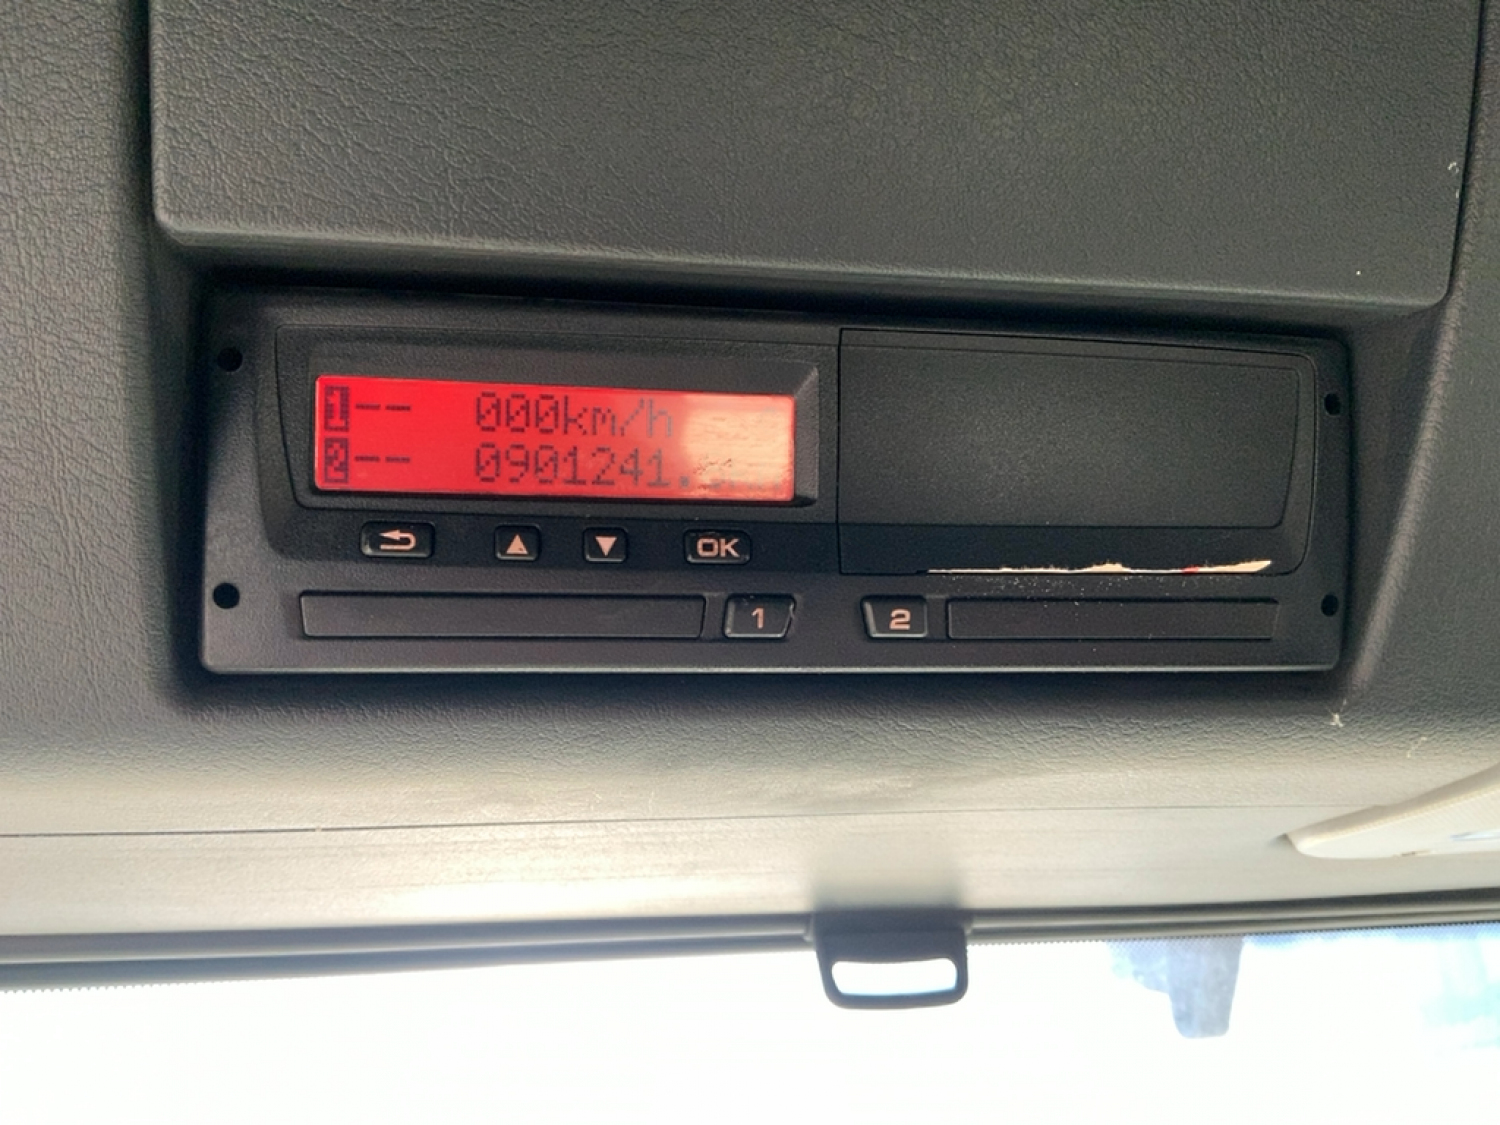 1 -- -- 000km/h
2 -- -- 0901241.
OK
1 2